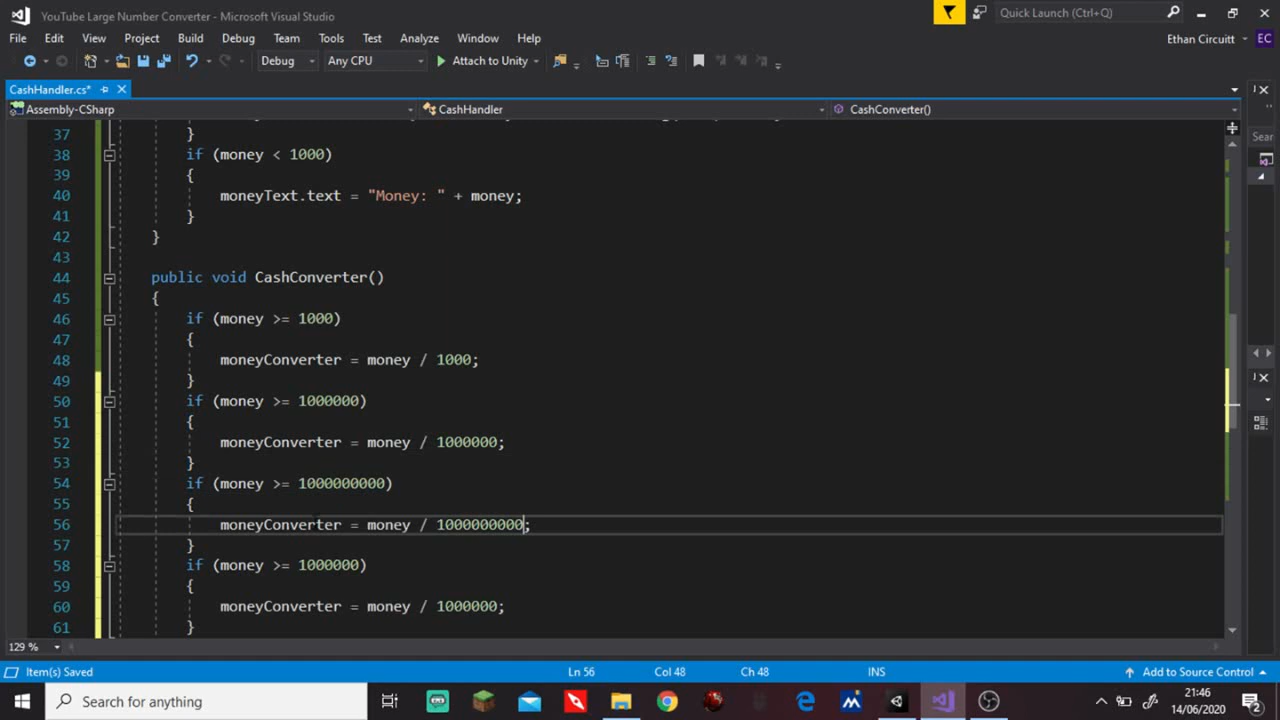 YouTube Large Number Converter - Microsoft Visual Studio
Quick Launch (Ctrl+Q)
File Edit View Project Build Debug Team Tools Test Analyze Window Help
Ethan Circuitt EC
Debug Any CPU Attach to Unity
CashHandler.cs*
Assembly-CSharp CashHandler CashConverter()
Sear
37 }
38 if (money < 1000)
39 {
40 moneyText.text = "Money: " + money;
41 }
42 }
43
44 public void CashConverter()
45 {
46 if (money >= 1000)
47 {
48 moneyConverter = money / 1000;
49 }
50 if (money >= 1000000)
51 {
52 moneyConverter = money / 1000000;
53 }
54 if (money >= 1000000000)
55 {
56 moneyConverter = money / 1000000000;
57 }
58 if (money >= 1000000)
59 {
60 moneyConverter = money / 1000000;
61 }
129 %
Item(s) Saved Ln 56 Col 48 Ch 48 INS Add to Source Control
Search for anything
21:46
14/06/2020
2